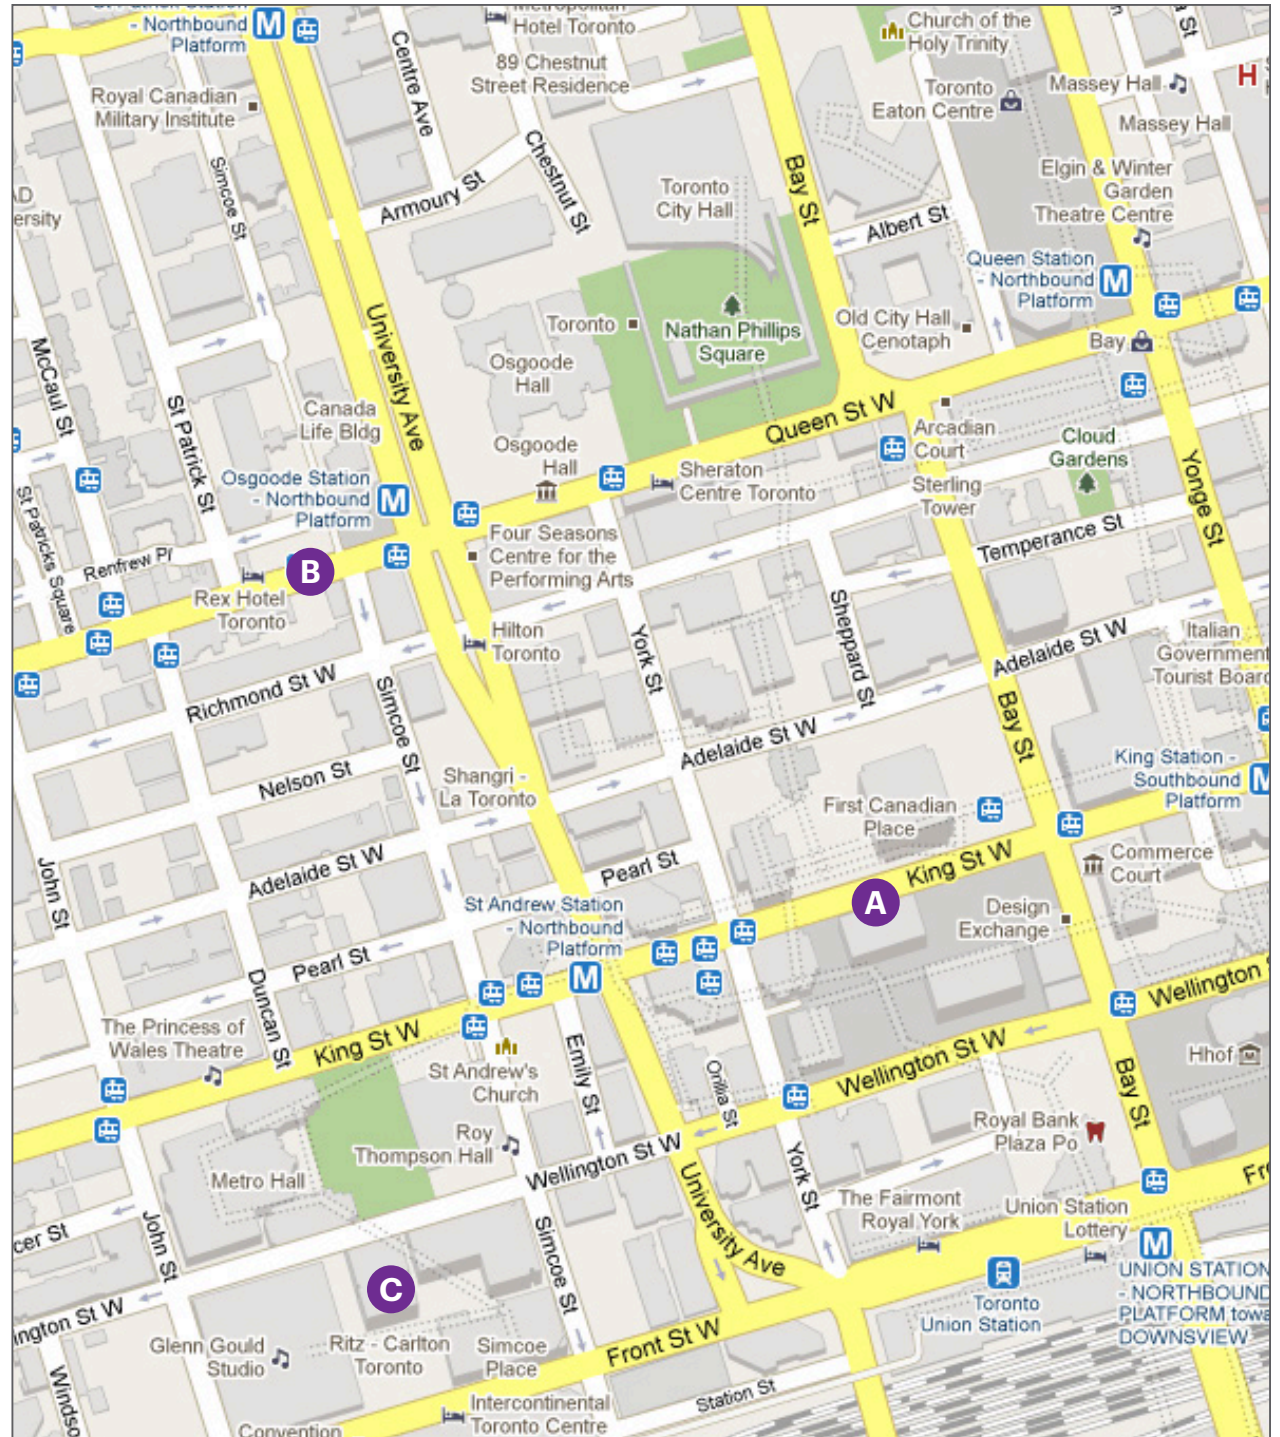 - Northbound
Platform
M
Metropolitan
Hotel Toronto
Church of the
Holy Trinity
Centre Ave
89 Chestnut
Street Residence
Royal Canadian
Military Institute
Toronto
Eaton Centre
Massey Hall
H
Massey Hall
Simcoe St
Chestnut St
Armoury St
Toronto
City Hall
Bay St
Elgin & Winter
Garden
Theatre Centre
Albert St
Queen Station
- Northbound
Platform
M
University Ave
Toronto
Nathan Phillips
Square
Old City Hall
Cenotaph
Bay
McCaul St
St Patrick St
Osgoode
Hall
Canada
Life Bldg
Queen St W
Arcadian
Court
Cloud
Gardens
Osgoode
Hall
Osgoode Station
- Northbound
Platform
M
Sheraton
Centre Toronto
Sterling
Tower
Yonge St
St Patricks Square
Renfrew Pr
Four Seasons
Centre for the
Performing Arts
Temperance St
B
Rex Hotel
Toronto
Hilton
Toronto
York St
Sheppard St
Adelaide St W
Italian
Government
Tourist Board
Richmond St W
Simcoe St
Bay St
Adelaide St W
Nelson St
Shangri -
La Toronto
King Station -
Southbound
Platform
M
First Canadian
Place
John St
Adelaide St W
Pearl St
King St W
Commerce
Court
A
St Andrew Station
- Northbound
Platform
M
Design
Exchange
Pearl St
Duncan St
Wellington
The Princess of
Wales Theatre
King St W
Emily St
St Andrew's
Church
Orillia St
Wellington St W
Hhof
Bay St
Roy
Thompson Hall
Royal Bank
Plaza Po
Metro Hall
Wellington St W
York St
University Ave
The Fairmont
Royal York
Union Station
Lottery
M
John St
Simcoe St
C
Toronto
Union Station
UNION STATION
- NORTHBOUND
PLATFORM towa
DOWNSVIEW
ington St W
Glenn Gould
Studio
Ritz - Carlton
Toronto
Simcoe
Place
Front St W
Station St
Intercontinental
Toronto Centre
Convention